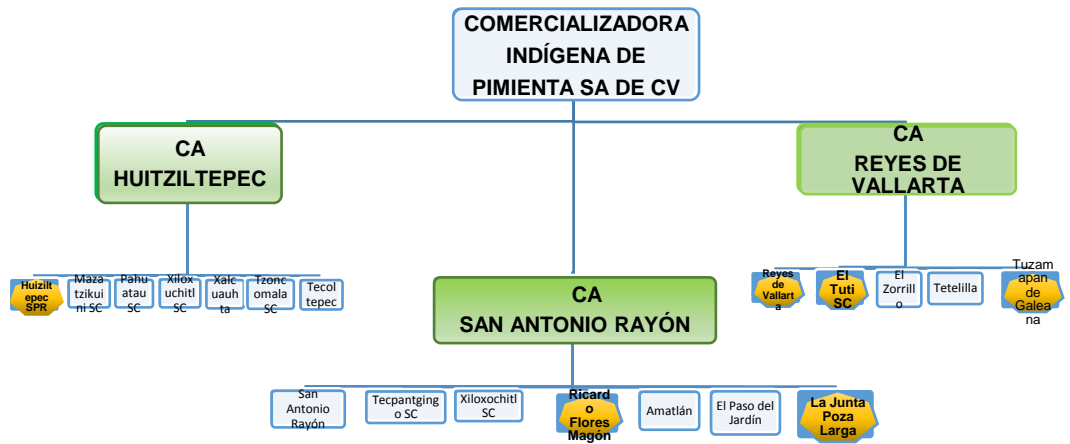 COMERCIALIZADORA
INDÍGENA DE
PIMIENTA SA DE CV
CA
HUITZILTEPEC
CA
REYES DE
VALLARTA
Huizilt
epec
SPR
Maza
tzikui
ni SC
Pahu
atau
SC
Xilox
uchitl
SC
Xalc
uauh
ta
Tzonc
omala
SC
Tecol
tepec
Reyes
de
Vallart
a
El
Tuti
SC
El
Zorrill
o
Tetelilla
Tuzam
apan
de
Galea
na
CA
SAN ANTONIO RAYÓN
San
Antonio
Rayón
Tecpantging
o SC
Xiloxochitl
SC
Ricard
o
Flores
Magón
Amatlán
El Paso del
Jardín
La Junta
Poza
Larga